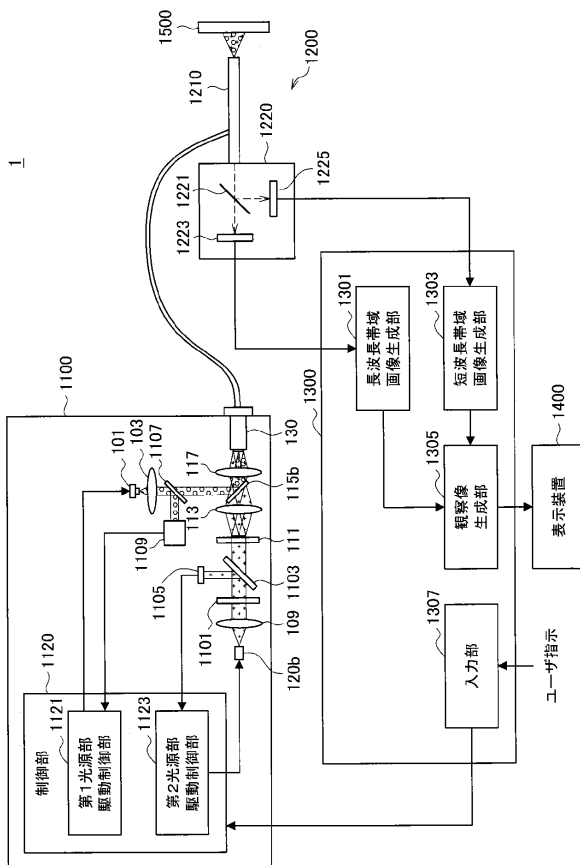 1
1500
1210
1200
1220
1221
1225
1223
1100
101
103
1107
117
130
115b
113
1109
111
1103
1105
1101
109
120b
1120
制御部
1121
第1光源部
駆動制御部
1123
第2光源部
駆動制御部
1300
1301
長波長帯域
画像生成部
1303
短波長帯域
画像生成部
1305
観察像
生成部
1307
入力部
ユーザ指示
1400
表示装置